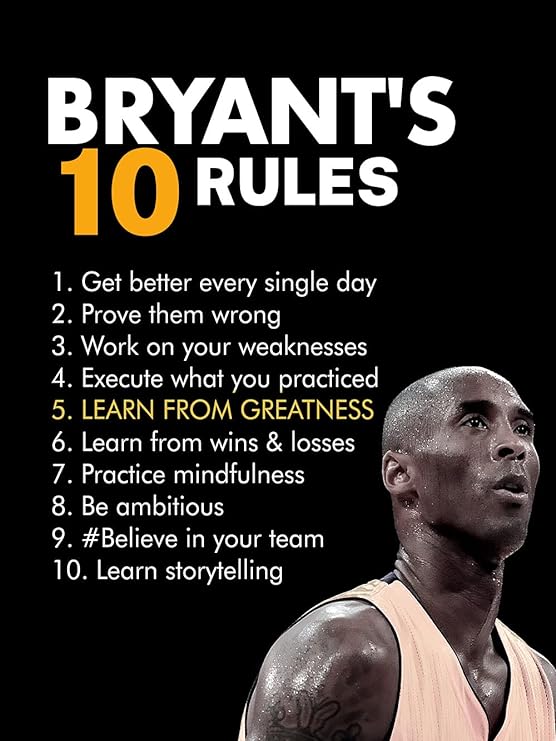 BRYANT'S
10 RULES
1. Get better every single day
2. Prove them wrong
3. Work on your weaknesses
4. Execute what you practiced
5. LEARN FROM GREATNESS
6. Learn from wins & losses
7. Practice mindfulness
8. Be ambitious
9. #Believe in your team
10. Learn storytelling